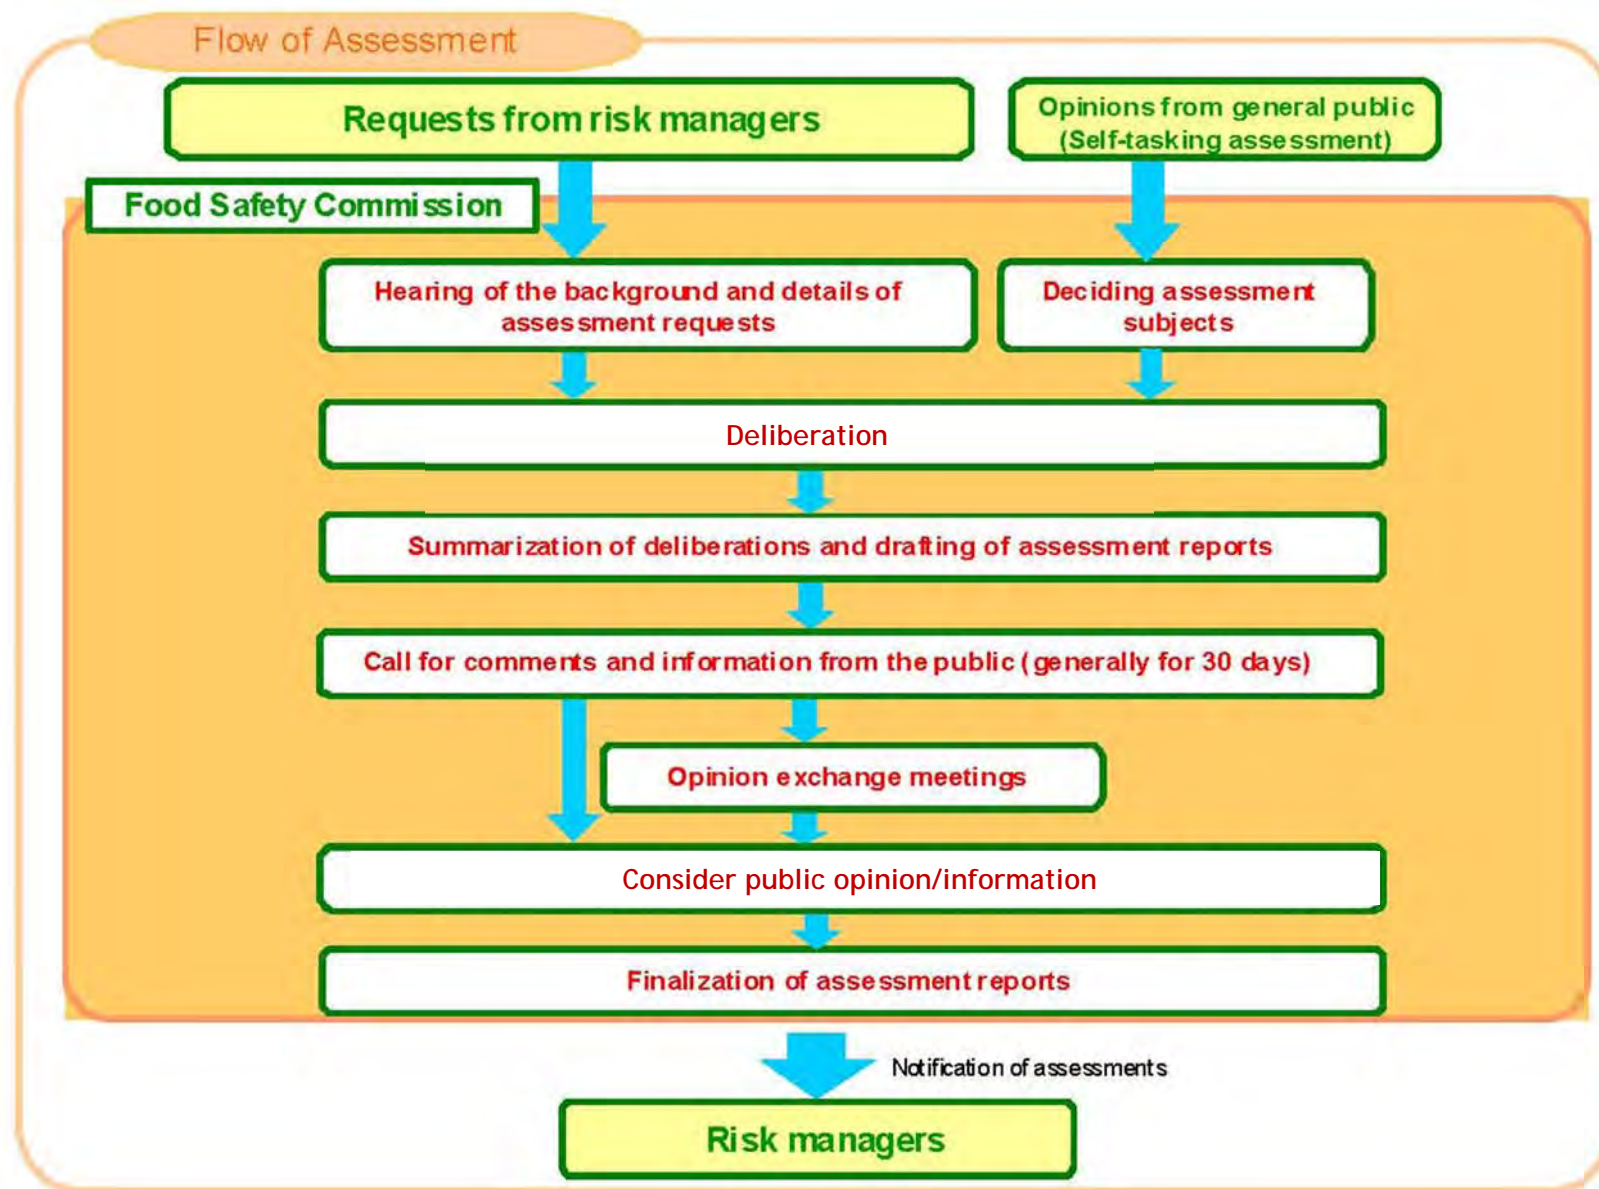 Flow of Assessment
Requests from risk managers
Opinions from general public
(Self-tasking assessment)
Food Safety Commission
Hearing of the background and details of
assessment requests
Deciding assessment
subjects
Deliberation
Summarization of deliberations and drafting of assessment reports
Call for comments and information from the public (generally for 30 days)
Opinion exchange meetings
Consider public opinion/information
Finalization of assessment reports
Notification of assessments
Risk managers